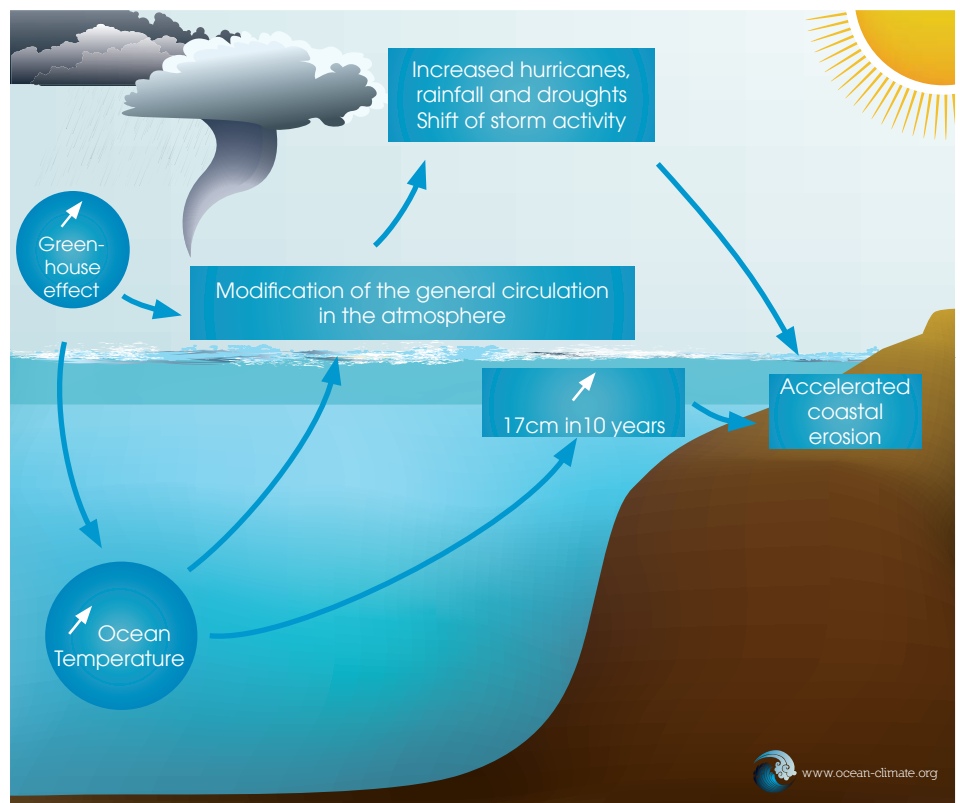 Increased hurricanes,
rainfall and droughts
Shift of storm activity
Green-
house
effect
Modification of the general circulation
in the atmosphere
17cm in10 years
Accelerated
coastal
erosion
Ocean
Temperature
www.ocean-climate.org